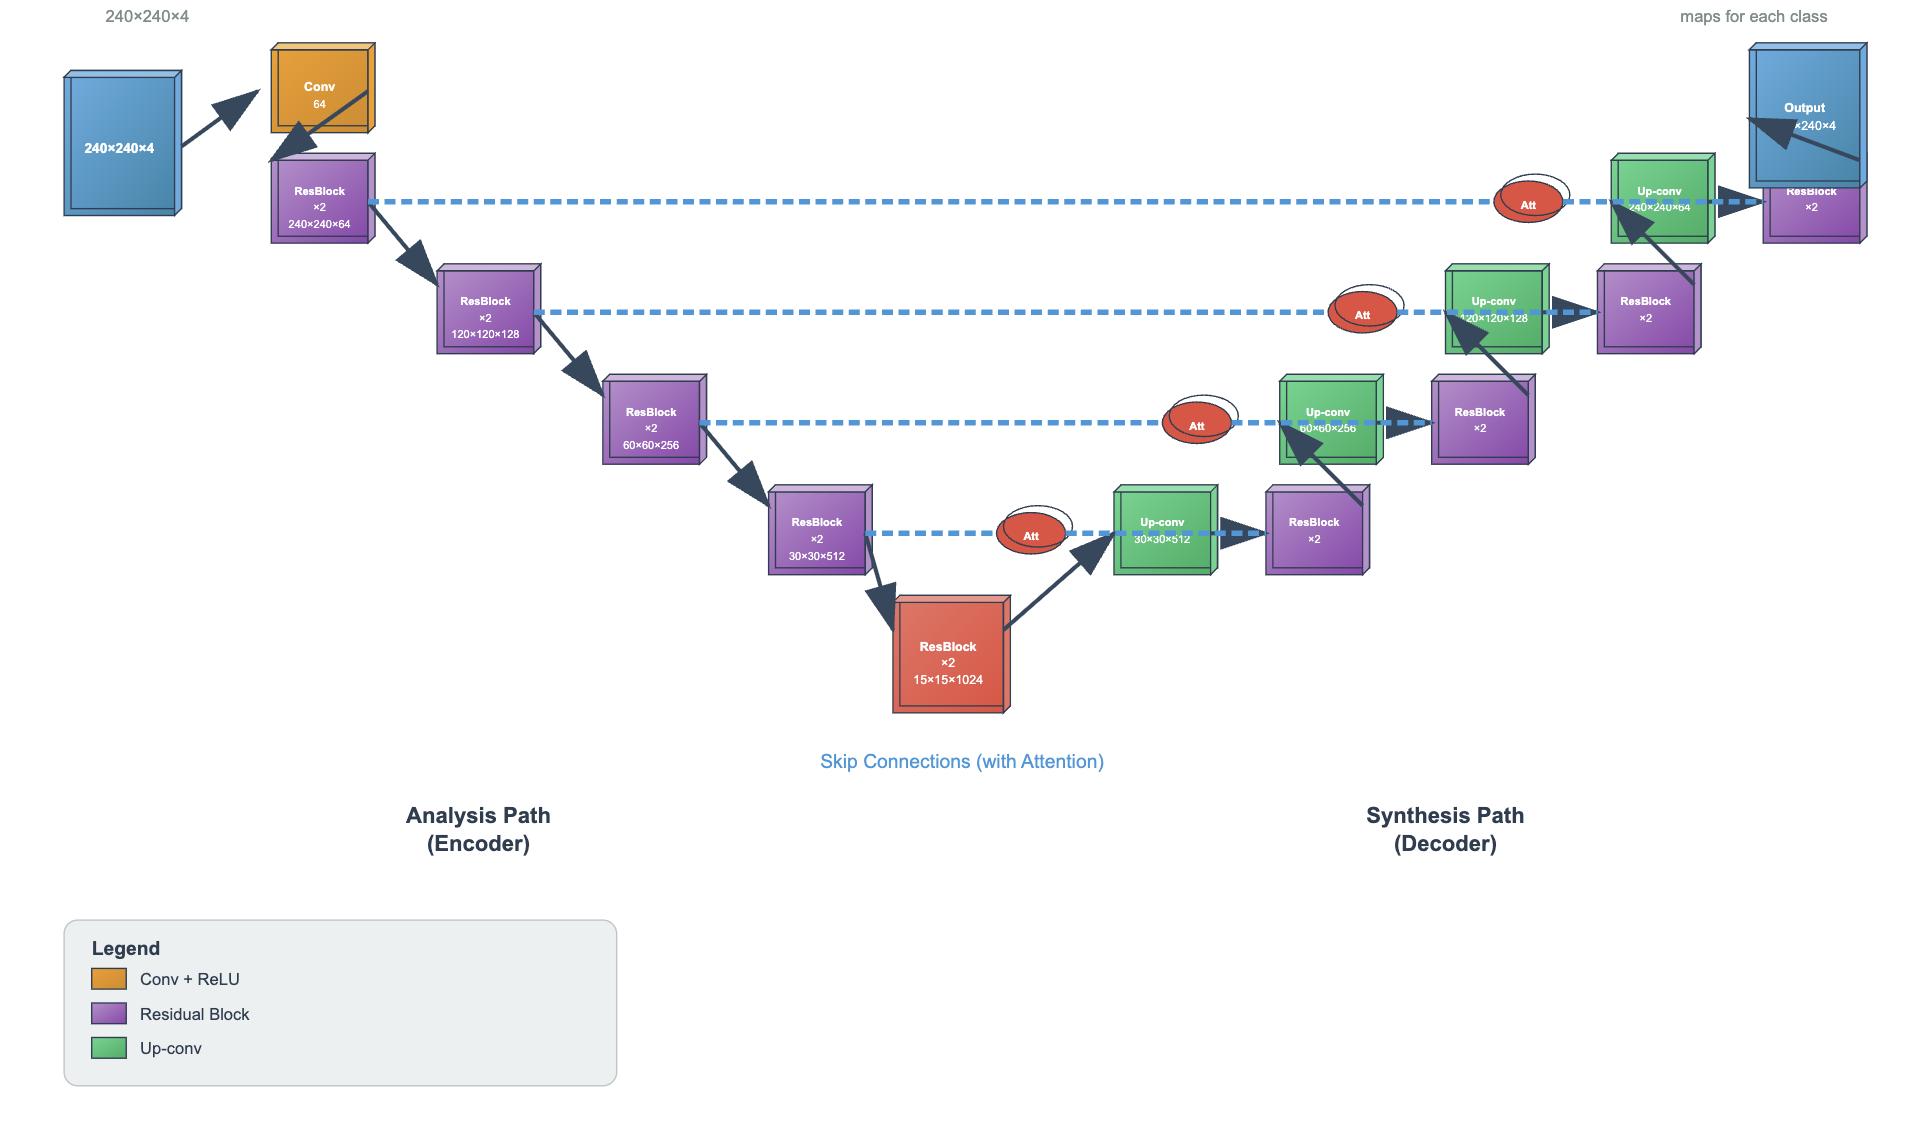 240×240×4
maps for each class
240×240×4
Conv
64
ResBlock
×2
240×240×64
ResBlock
×2
120×120×128
ResBlock
×2
60×60×256
ResBlock
×2
30×30×512
ResBlock
×2
15×15×1024
Att
Up-conv
30×30×512
ResBlock
×2
Att
Up-conv
60×60×256
ResBlock
×2
Att
Up-conv
120×120×128
ResBlock
×2
Att
Up-conv
240×240×64
ResBlock
×2
Output
×240×4
Skip Connections (with Attention)
Analysis Path
(Encoder)
Synthesis Path
(Decoder)
Legend
Conv + ReLU
Residual Block
Up-conv